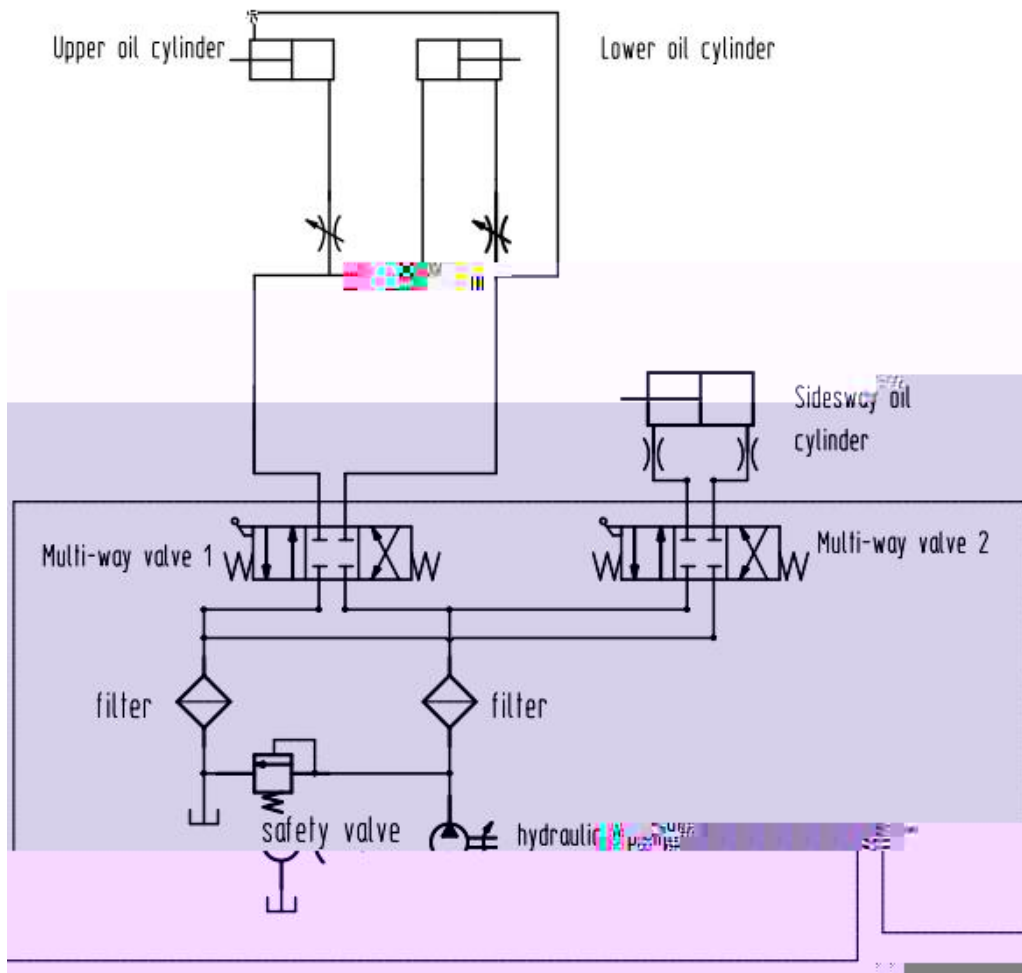 Upper oil cylinder
Lower oil cylinder
Sidesway oil
cylinder
Multi-way valve 1
Multi-way valve 2
filter
filter
safety valve
hydraulic